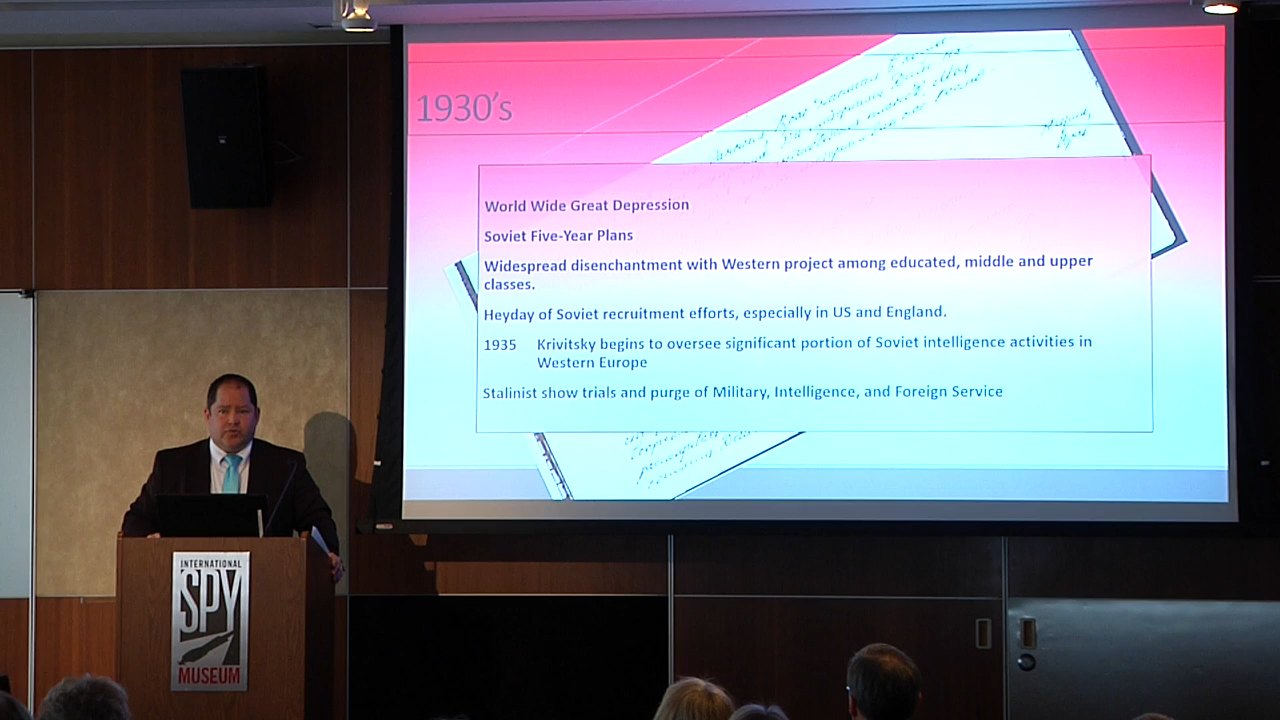 1930's
World Wide Great Depression
Soviet Five-Year Plans
Widespread disenchantment with Western project among educated, middle and upper
classes.
Heyday of Soviet recruitment efforts, especially in US and England.
1935 Krivitsky begins to oversee significant portion of Soviet intelligence activities in
Western Europe
Stalinist show trials and purge of Military, Intelligence, and Foreign Service
INTERNATIONAL
SPY
MUSEUM